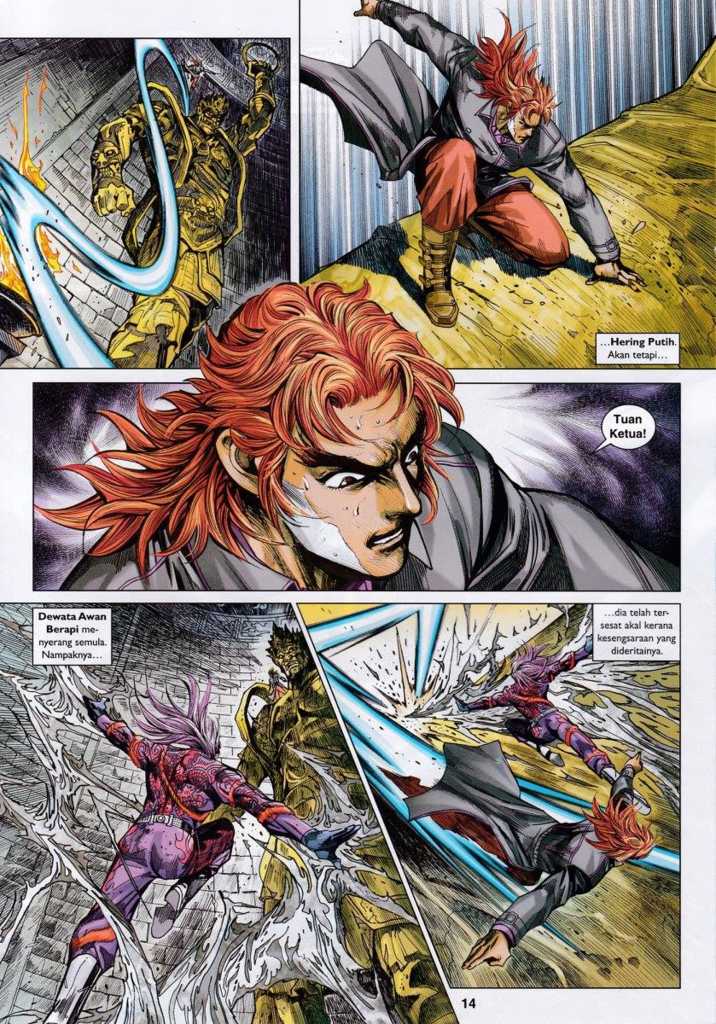 ...Hering Putih.
Akan tetapi...
Tuan
Ketua!
Dewata Awan
Berapi me-
nyerang semula.
Nampaknya...
...dia telah ter-
sesat akal kerana
kesengsaraan yang
dideritainya.
14